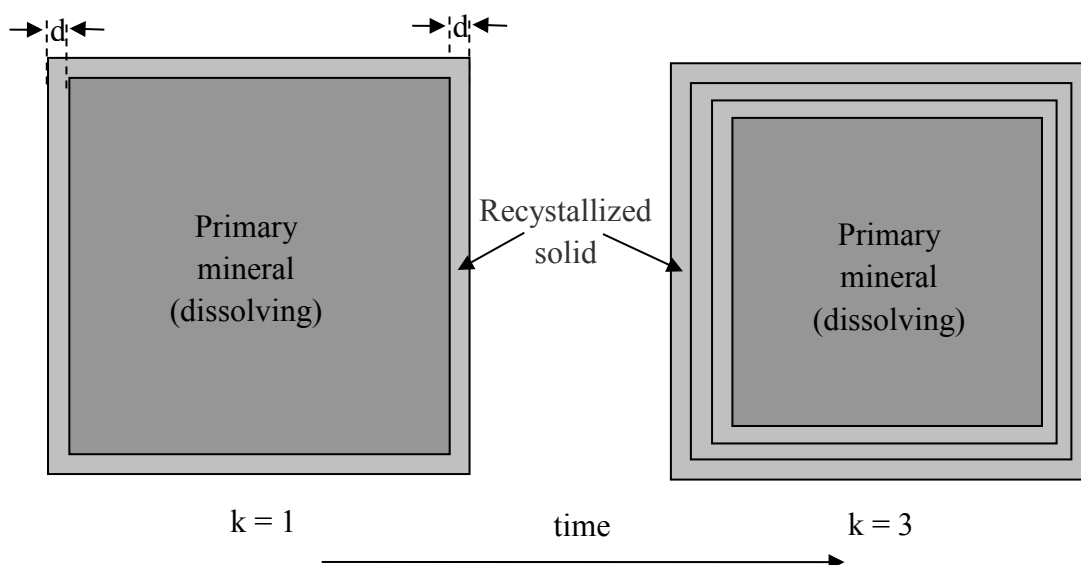 d
d
Primary
mineral
(dissolving)
Recystallized
solid
Primary
mineral
(dissolving)
k = 1
time
k = 3